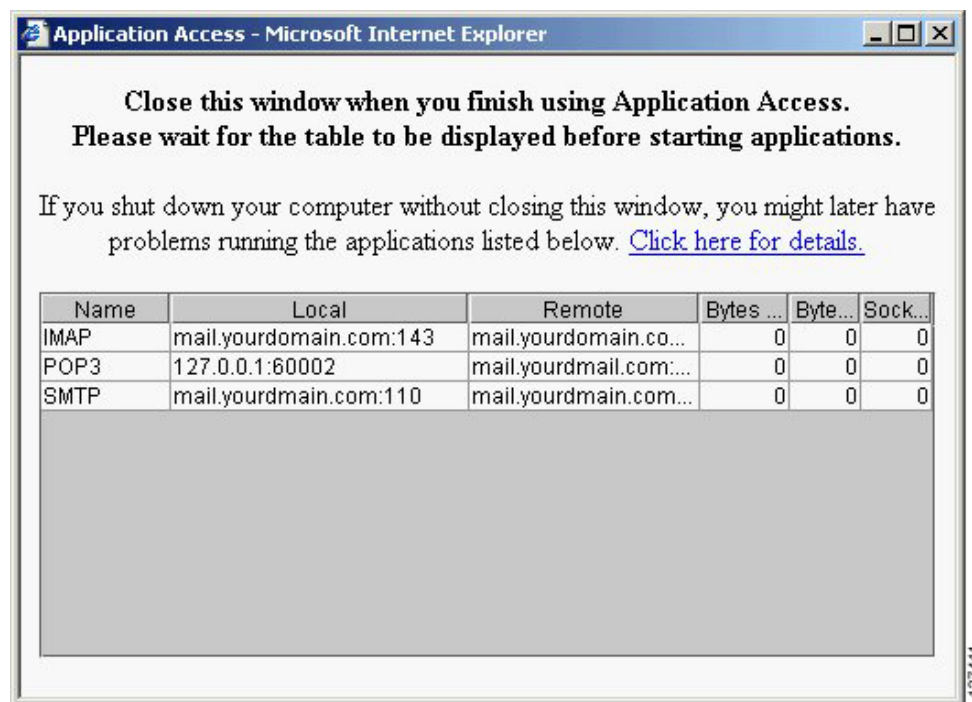 Application Access - Microsoft Internet Explorer
Close this window when you finish using Application Access.
Please wait for the table to be displayed before starting applications.
If you shut down your computer without closing this window, you might later have
problems running the applications listed below. Click here for details.
Name Local Remote Bytes ... Byte... Sock...
IMAP mail.yourdomain.com:143 mail.yourdomain.co... 0 0 0
POP3 127.0.0.1:60002 mail.yourdmail.com:... 0 0 0
SMTP mail.yourdmain.com:110 mail.yourdmain.com... 0 0 0